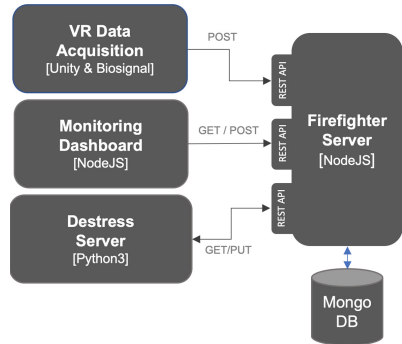 VR Data
Acquisition
[Unity & Biosignal]
POST
REST API
Monitoring
Dashboard
[NodeJS]
GET / POST
REST API
Firefighter
Server
[NodeJS]
Destress
Server
[Python3]
GET/PUT
REST API
Mongo
DB